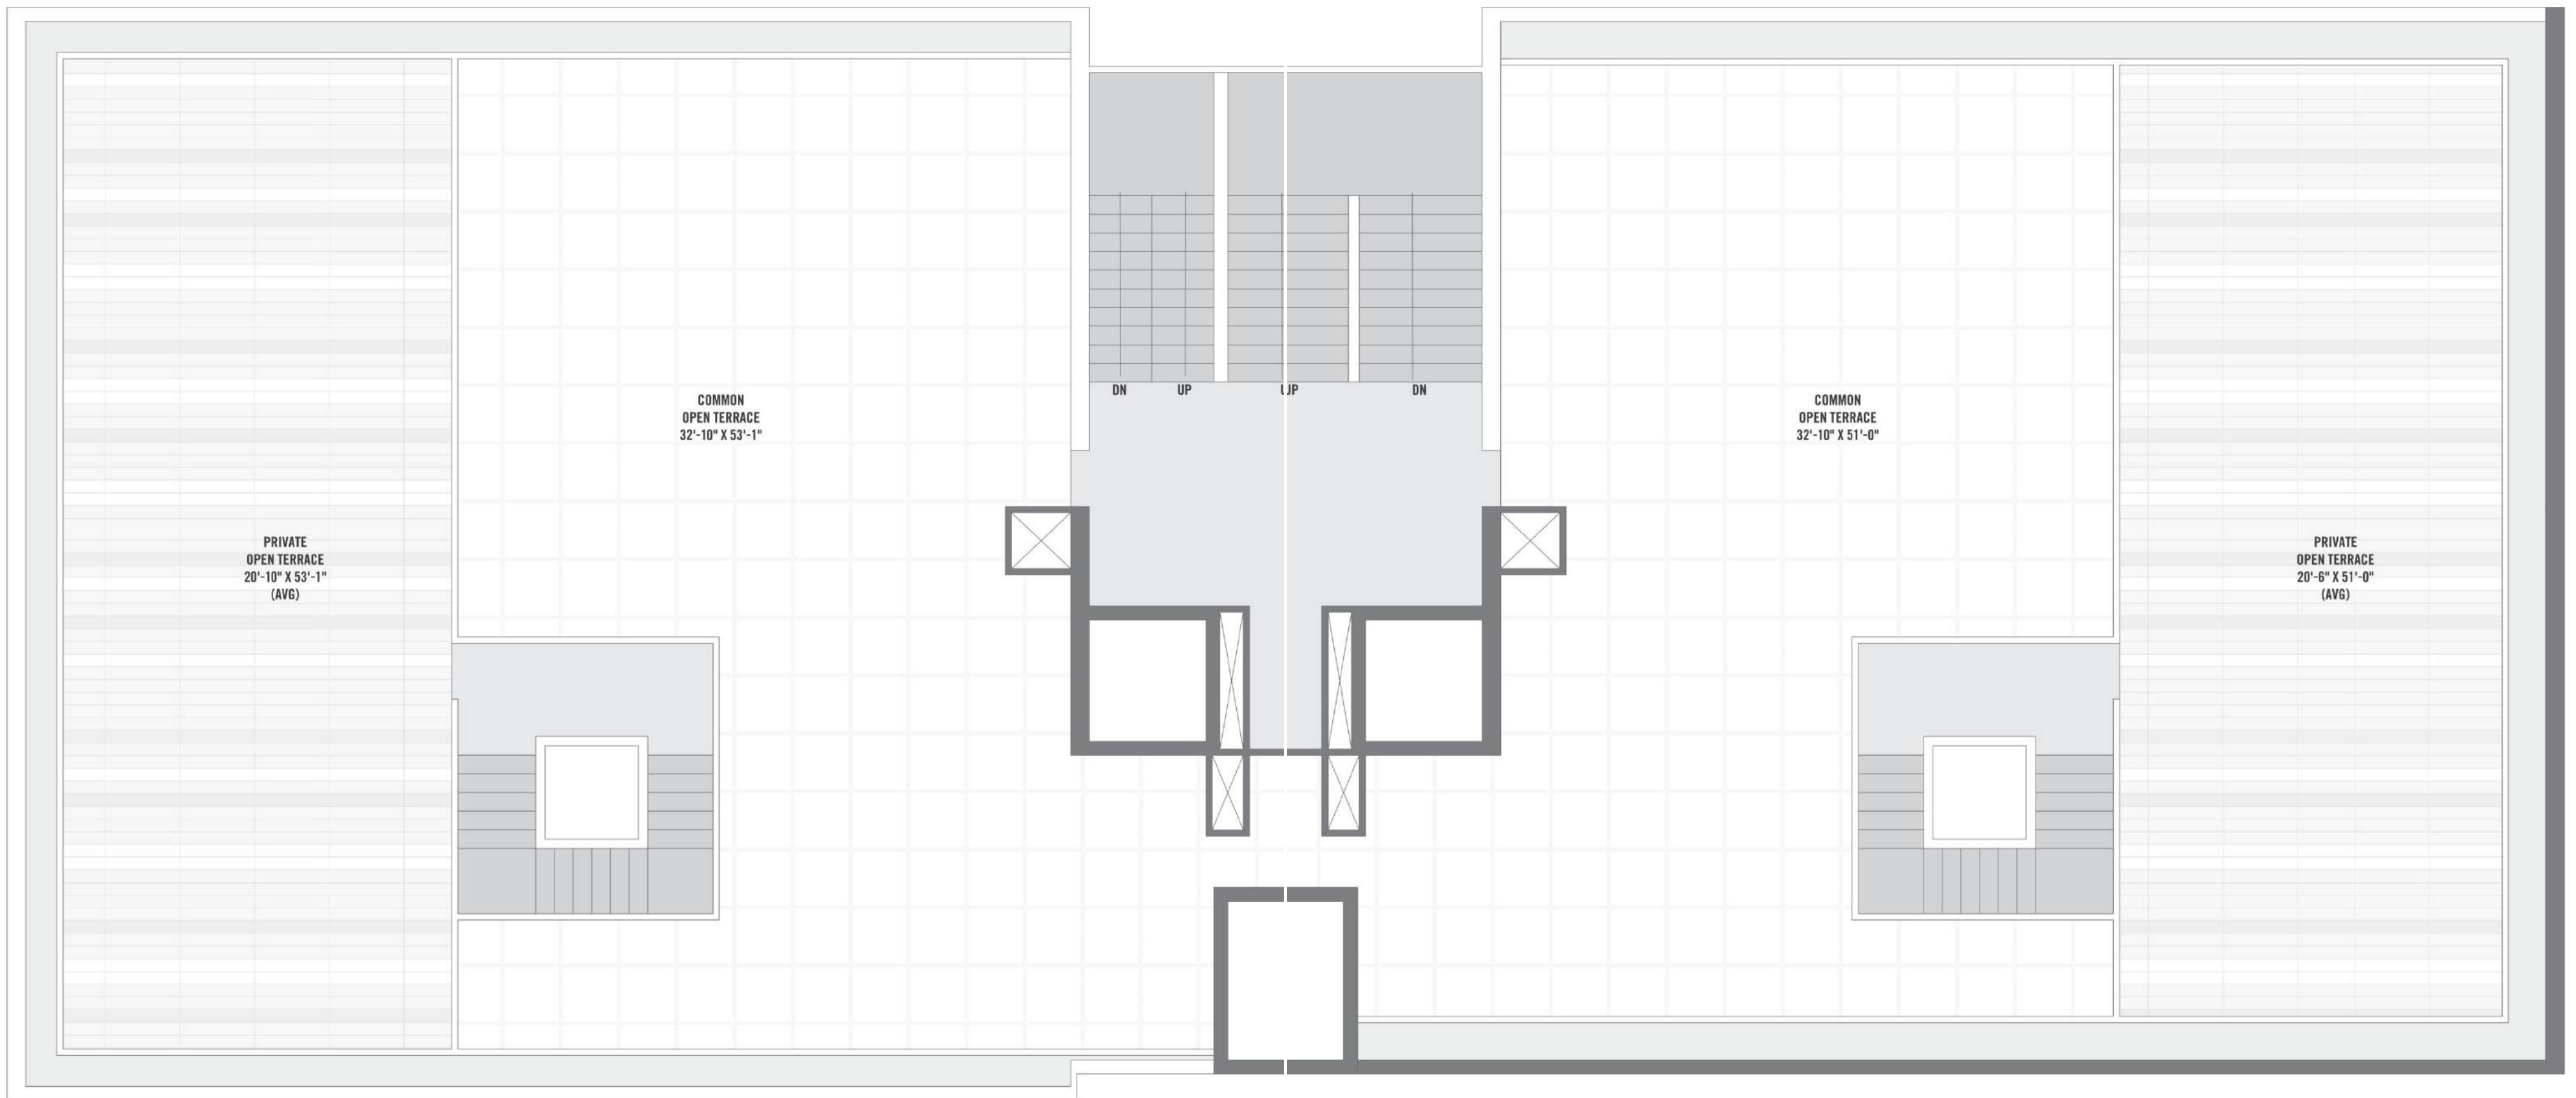 DN
UP
UP
DN
COMMON
OPEN TERRACE
32'-10" X 53'-1"
COMMON
OPEN TERRACE
32'-10" X 51'-0"
PRIVATE
OPEN TERRACE
20'-10" X 53'-1"
(AVG)
PRIVATE
OPEN TERRACE
20'-6" X 51'-0"
(AVG)